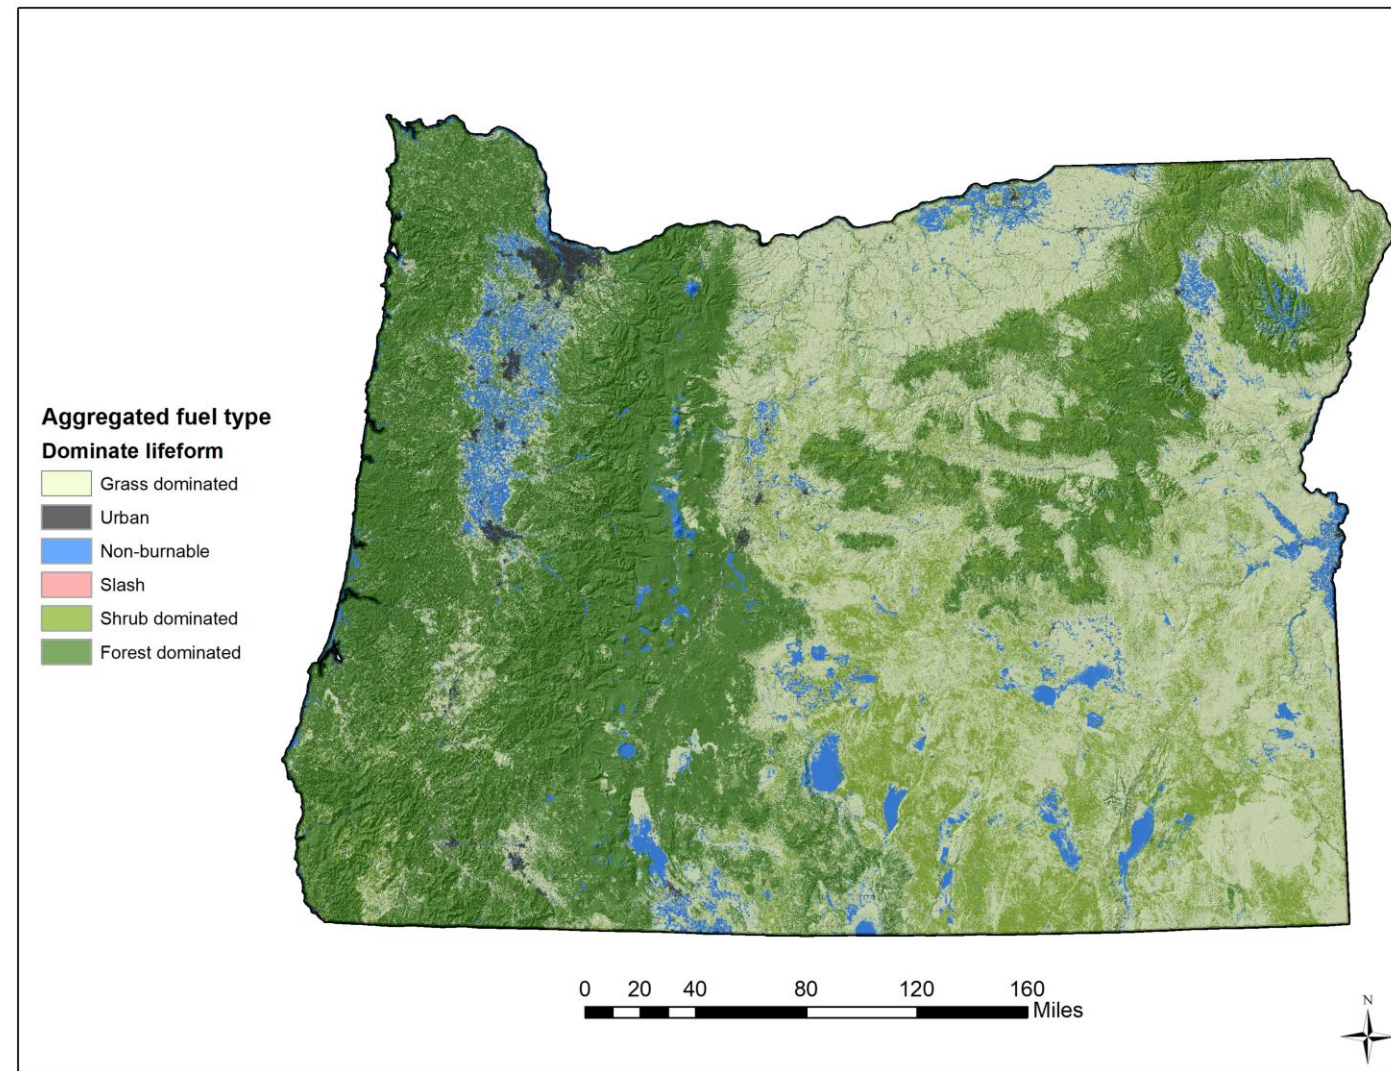 Aggregated fuel type
Dominate lifeform
Grass dominated
Urban
Non-burnable
Slash
Shrub dominated
Forest dominated
0 20 40 80 120 160
Miles
N